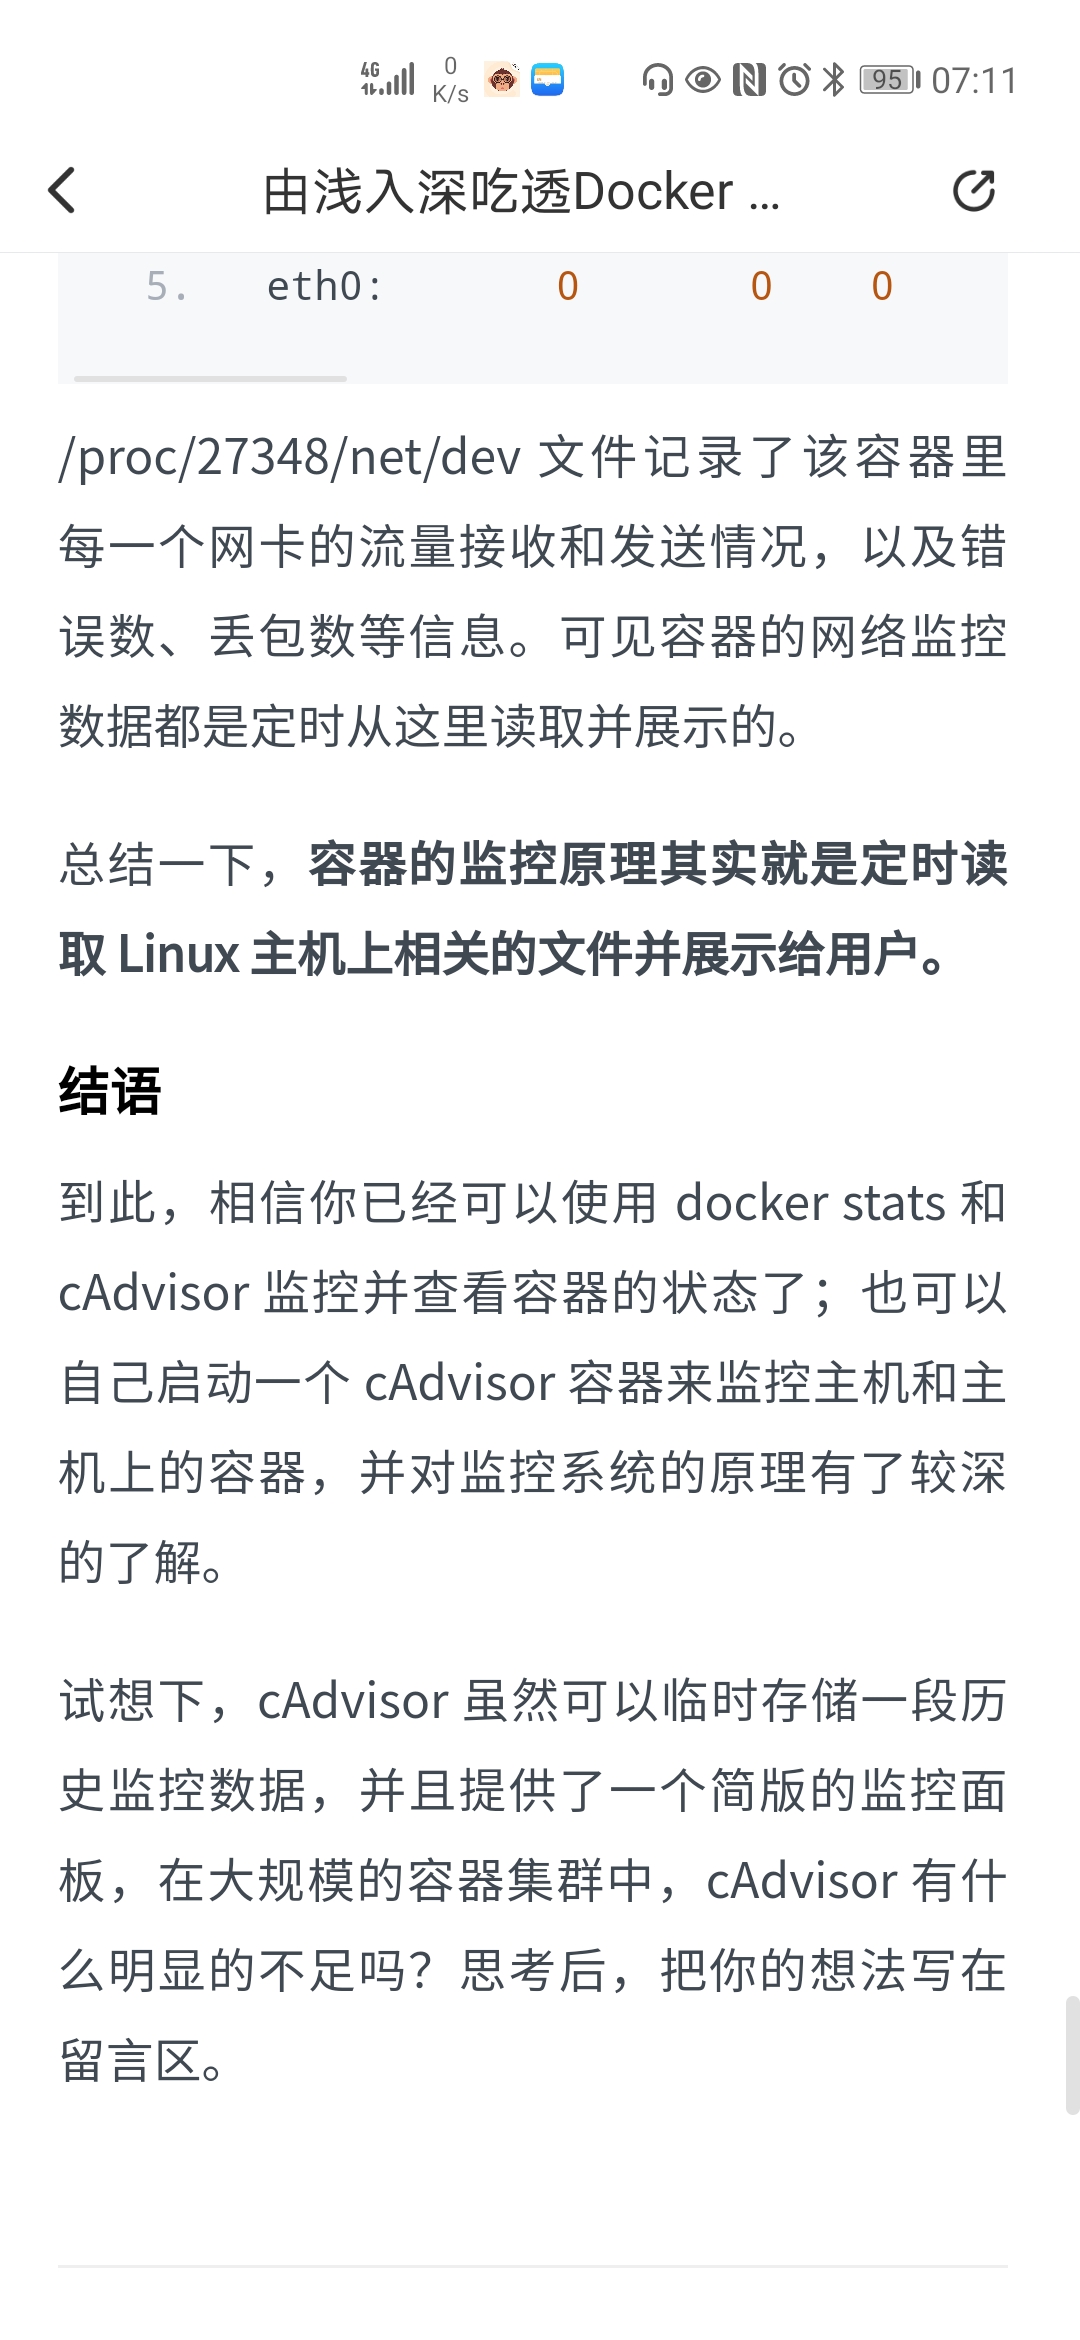 4G
0
K/s
95
07:11
由浅入深吃透Docker ...
5. eth0: 0 0 0
/proc/27348/net/dev 文件记录了该容器里
每一个网卡的流量接收和发送情况，以及错
误数、丢包数等信息。可见容器的网络监控
数据都是定时从这里读取并展示的。
总结一下，容器的监控原理其实就是定时读
取 Linux 主机上相关的文件并展示给用户。
结语
到此，相信你已经可以使用 docker stats 和
cAdvisor 监控并查看容器的状态了；也可以
自己启动一个 cAdvisor 容器来监控主机和主
机上的容器，并对监控系统的原理有了较深
的了解。
试想下，cAdvisor 虽然可以临时存储一段历
史监控数据，并且提供了一个简版的监控面
板，在大规模的容器集群中，cAdvisor 有什
么明显的不足吗？思考后，把你的想法写在
留言区。